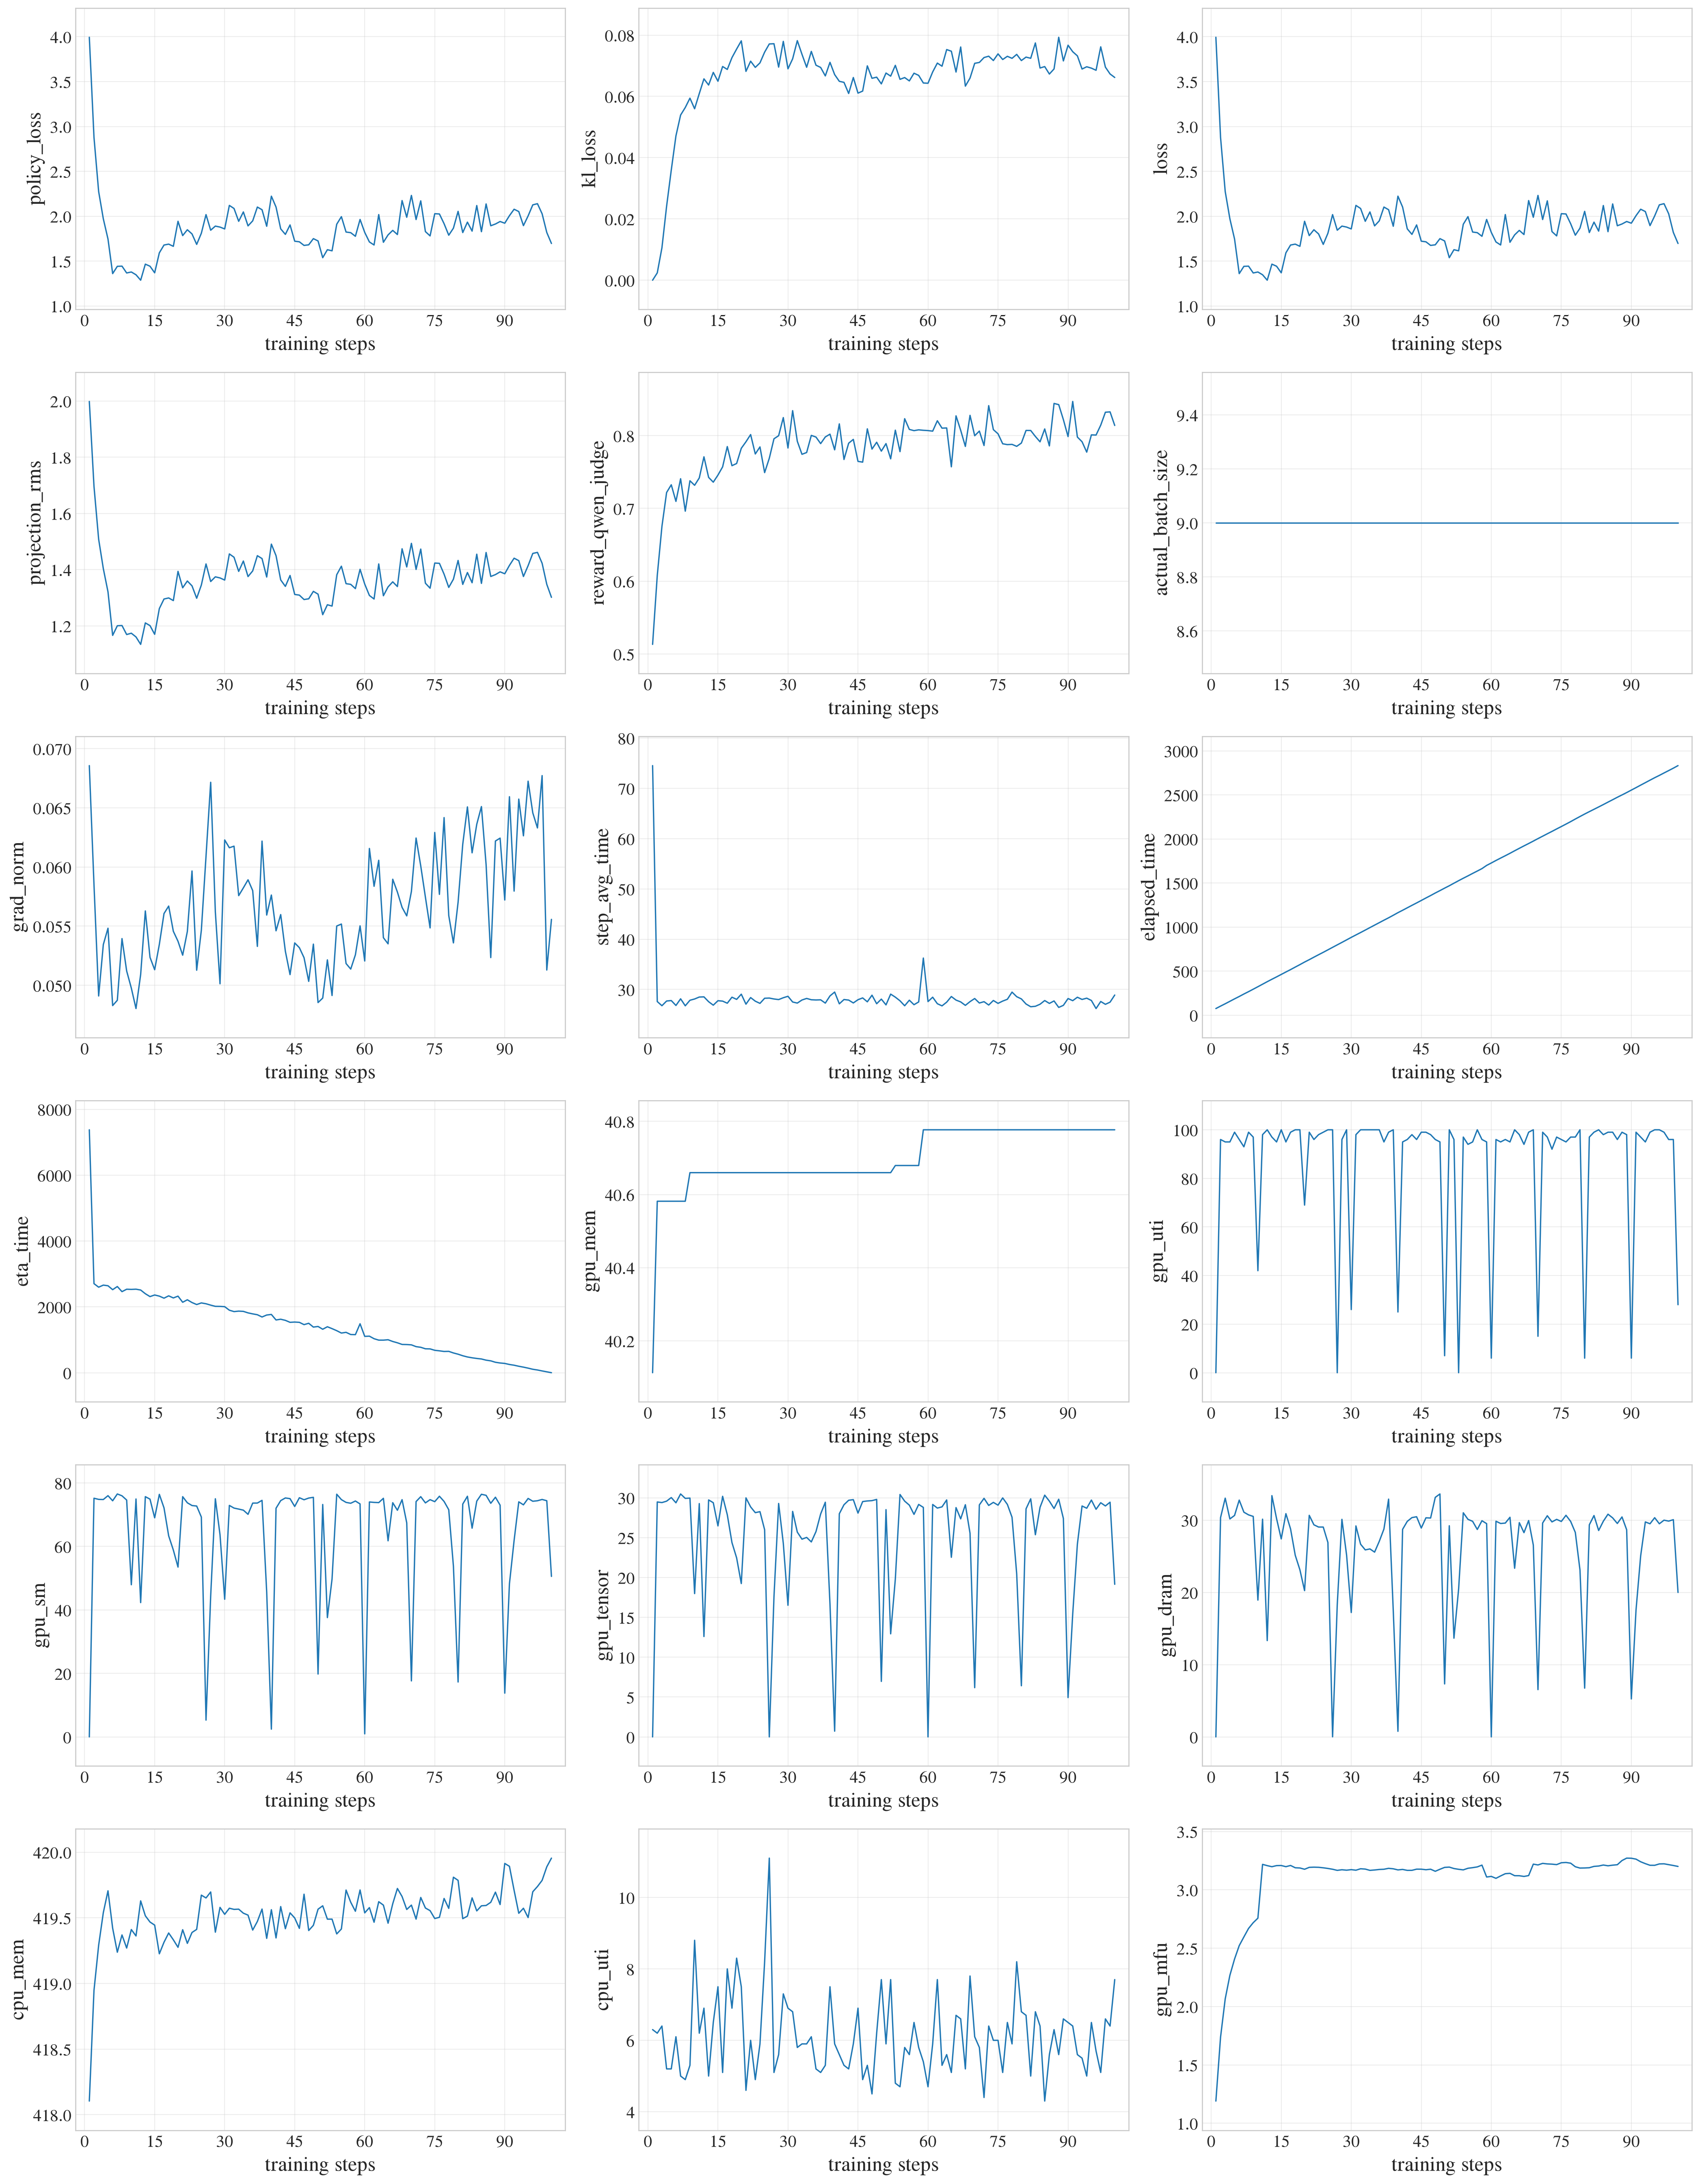 policy_loss
4.0
3.5
3.0
2.5
2.0
1.5
1.0
0 15 30 45 60 75 90
training steps
kl_loss
0.08
0.06
0.04
0.02
0.00
0 15 30 45 60 75 90
training steps
loss
4.0
3.5
3.0
2.5
2.0
1.5
1.0
0 15 30 45 60 75 90
training steps
projection_rms
2.0
1.8
1.6
1.4
1.2
0 15 30 45 60 75 90
training steps
reward_qwen_judge
0.8
0.7
0.6
0.5
0 15 30 45 60 75 90
training steps
actual_batch_size
9.4
9.2
9.0
8.8
8.6
0 15 30 45 60 75 90
training steps
grad_norm
0.070
0.065
0.060
0.055
0.050
0 15 30 45 60 75 90
training steps
step_avg_time
80
70
60
50
40
30
0 15 30 45 60 75 90
training steps
elapsed_time
3000
2500
2000
1500
1000
500
0
0 15 30 45 60 75 90
training steps
eta_time
8000
6000
4000
2000
0
0 15 30 45 60 75 90
training steps
gpu_mem
40.8
40.6
40.4
40.2
0 15 30 45 60 75 90
training steps
gpu_uti
100
80
60
40
20
0
0 15 30 45 60 75 90
training steps
gpu_sm
80
60
40
20
0
0 15 30 45 60 75 90
training steps
gpu_tensor
30
25
20
15
10
5
0
0 15 30 45 60 75 90
training steps
gpu_dram
30
20
10
0
0 15 30 45 60 75 90
training steps
cpu_mem
420.0
419.5
419.0
418.5
418.0
0 15 30 45 60 75 90
training steps
cpu_uti
10
8
6
4
0 15 30 45 60 75 90
training steps
gpu_mfu
3.5
3.0
2.5
2.0
1.5
1.0
0 15 30 45 60 75 90
training steps